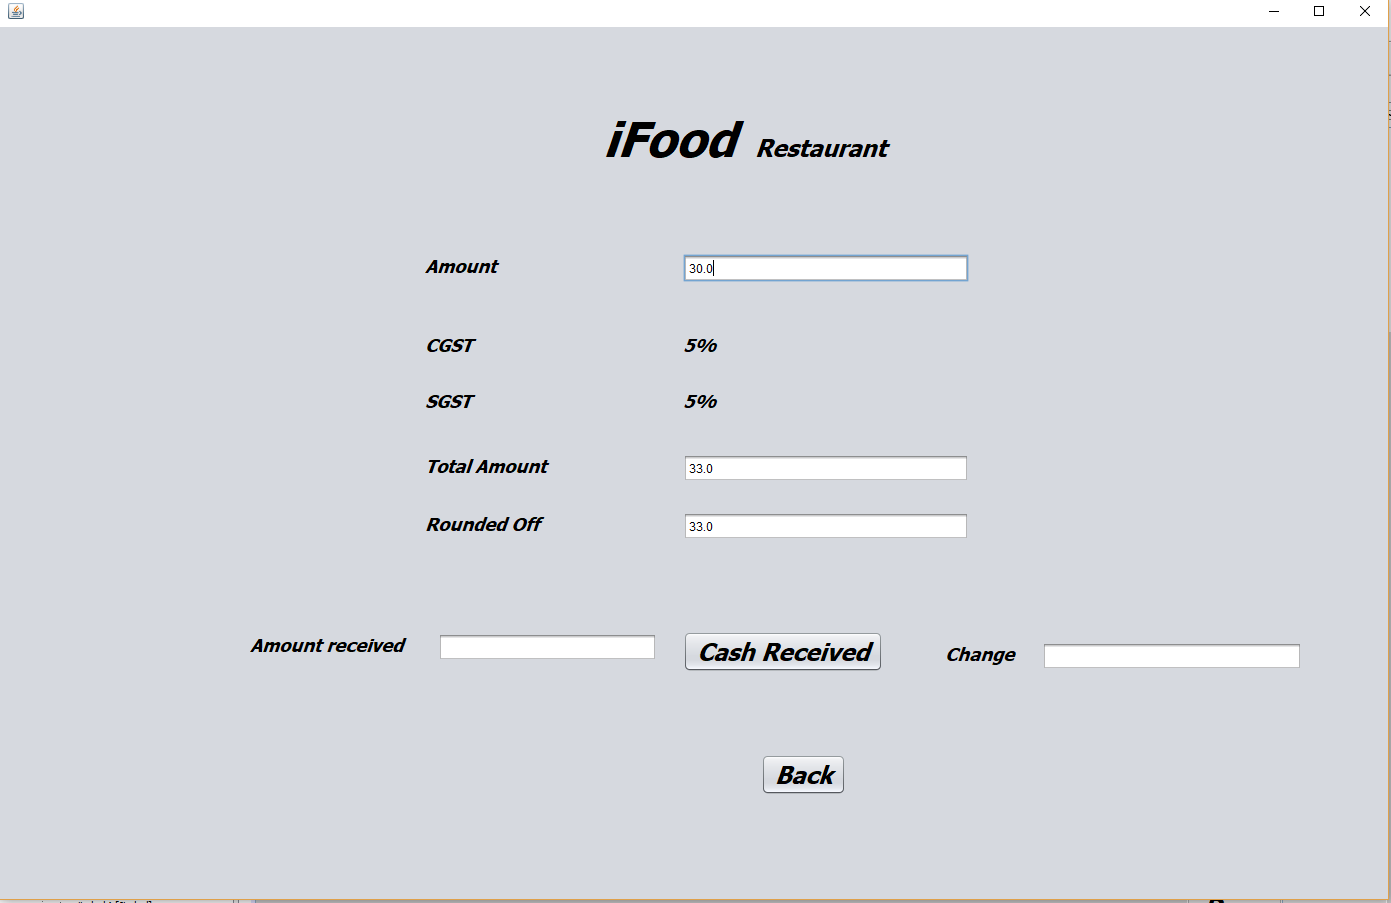 iFood Restaurant
Amount 30.0
CGST 5%
SGST 5%
Total Amount 33.0
Rounded Off 33.0
Amount received Cash Received Change
Back